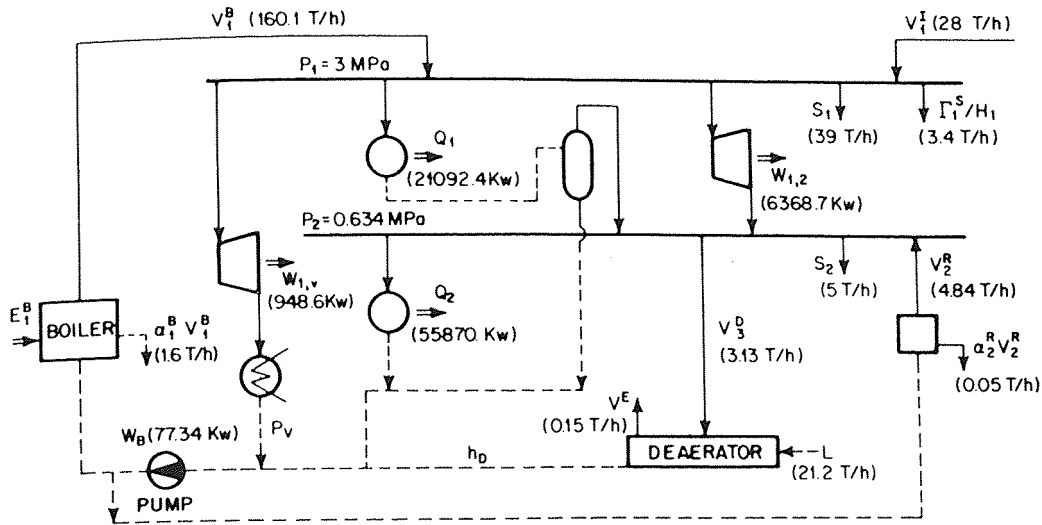 V₁ᴮ (160.1 T/h)
V₁ᴵ (28 T/h)
P₁ = 3 MPa
Q₁
(21092.4 Kw)
S₁
(39 T/h)
Γ₁ˢ/H₁
(3.4 T/h)
W₁,₂
(6368.7 Kw)
P₂ = 0.634 MPa
W₁,ᵥ
(948.6 Kw)
Q₂
(55870. Kw)
S₂
(5 T/h)
V₂ᴿ
(4.84 T/h)
E₁ᴮ
BOILER
α₁ᴮ V₁ᴮ
(1.6 T/h)
V₃ᴰ
(3.13 T/h)
α₂ᴿ V₂ᴿ
(0.05 T/h)
Vᴱ
(0.15 T/h)
W_B (77.34 Kw)
P_V
h_D
DEAERATOR
L
(21.2 T/h)
PUMP